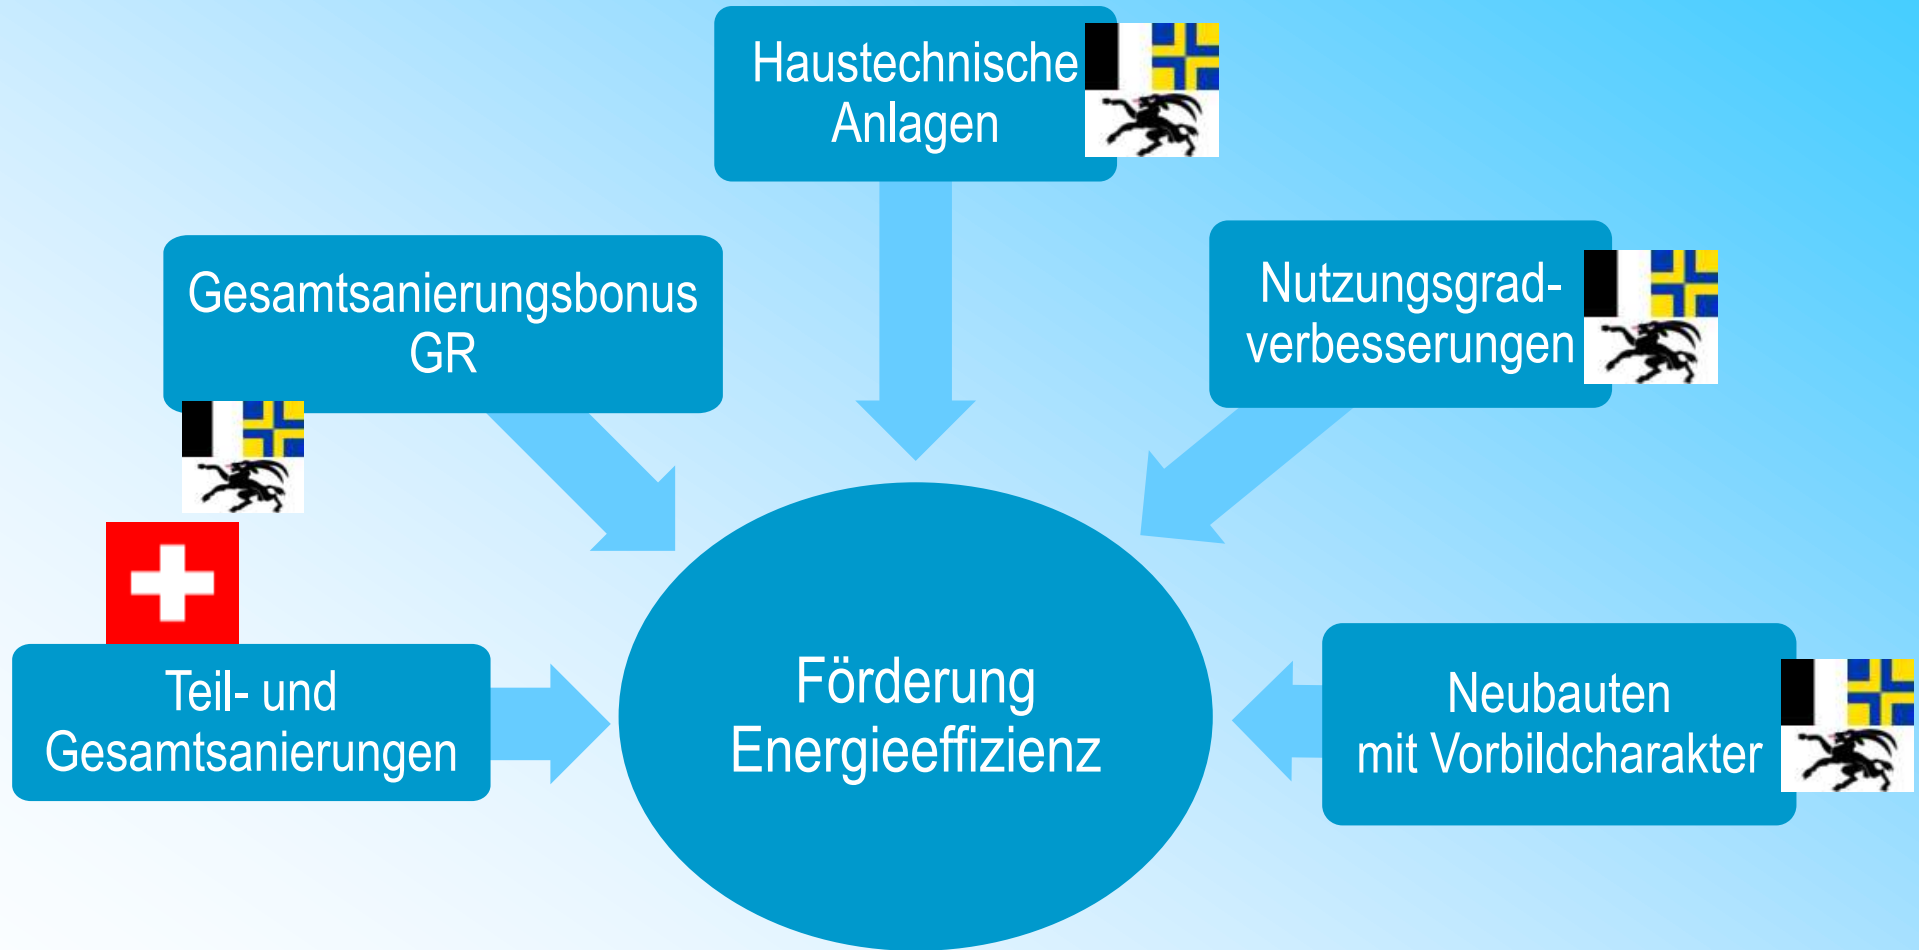 Haustechnische
Anlagen
Gesamtsanierungsbonus
GR
Nutzungsgrad-
verbesserungen
Teil- und
Gesamtsanierungen
Förderung
Energieeffizienz
Neubauten
mit Vorbildcharakter